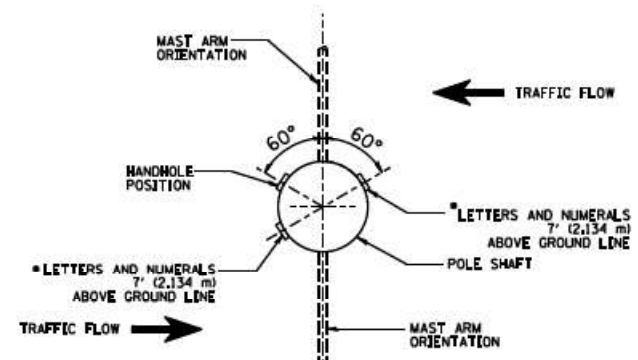 MAST ARM
ORIENTATION
TRAFFIC FLOW
60°
60°
HANDHOLE
POSITION
*LETTERS AND NUMERALS
7' (2.134 m)
ABOVE GROUND LINE
POLE SHAFT
*LETTERS AND NUMERALS
7' (2.134 m)
ABOVE GROUND LINE
TRAFFIC FLOW
MAST ARM
ORIENTATION